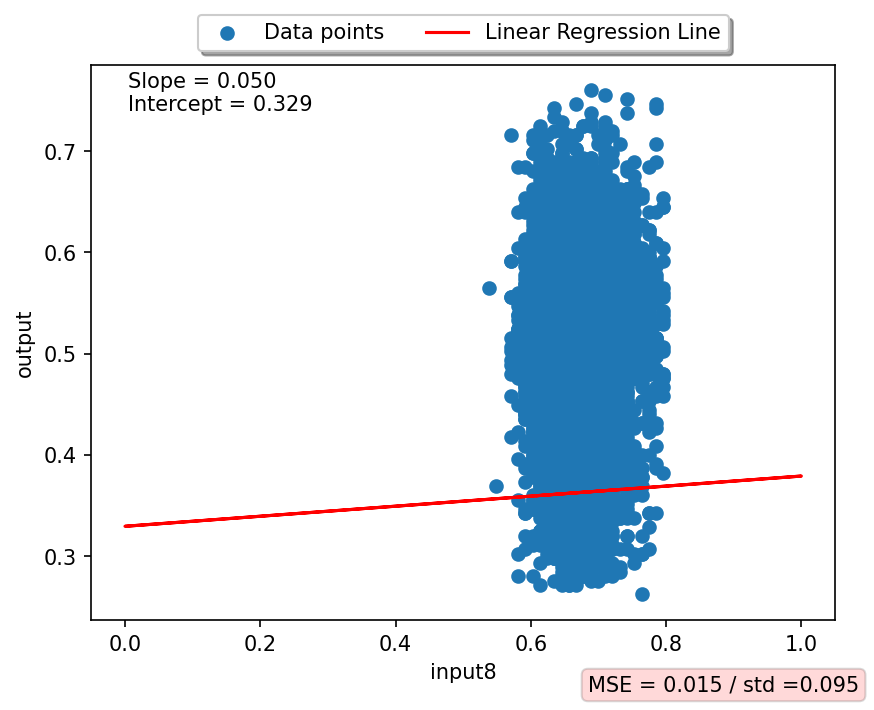 Data points
Linear Regression Line
Slope = 0.050
Intercept = 0.329
0.7
0.6
0.5
0.4
0.3
output
0.0
0.2
0.4
0.6
0.8
1.0
input8
MSE = 0.015 / std =0.095